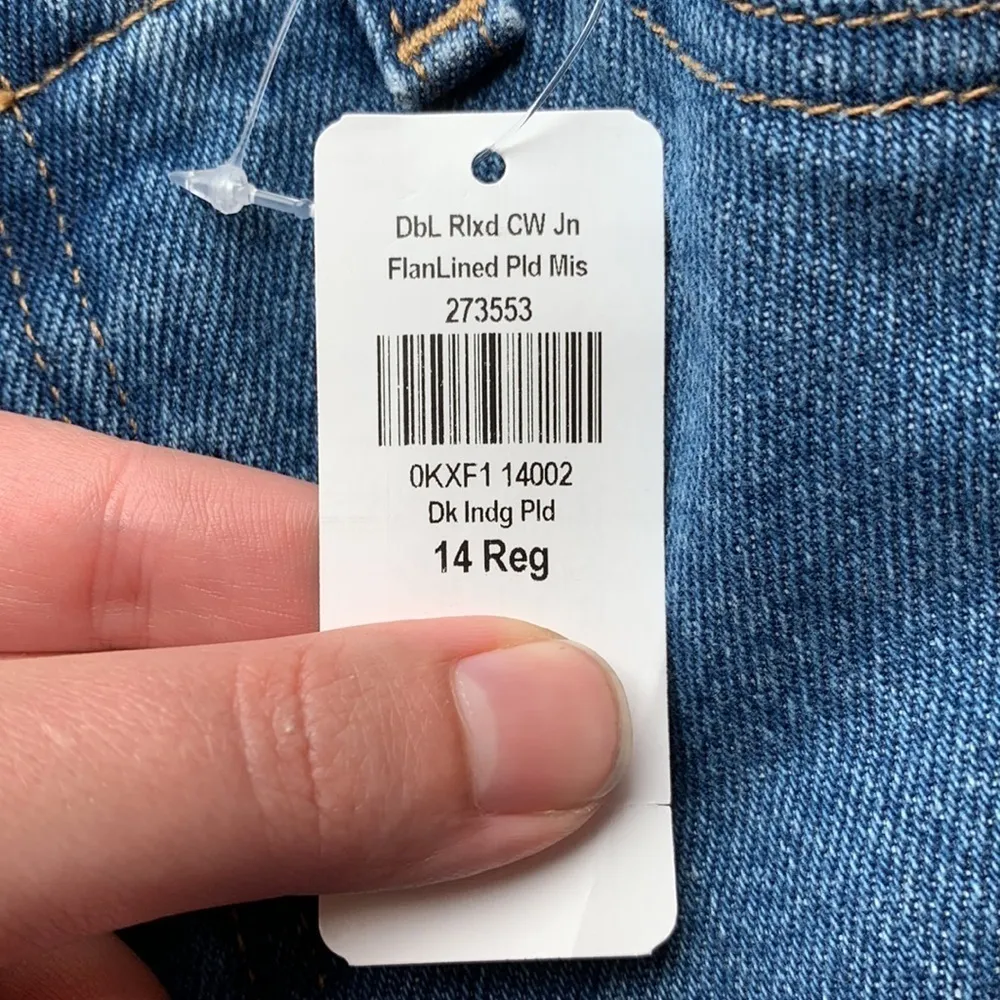 DbL Rlxd CW Jn
FlanLined Pld Mis
273553
0KXF1 14002
Dk Indg Pld
14 Reg